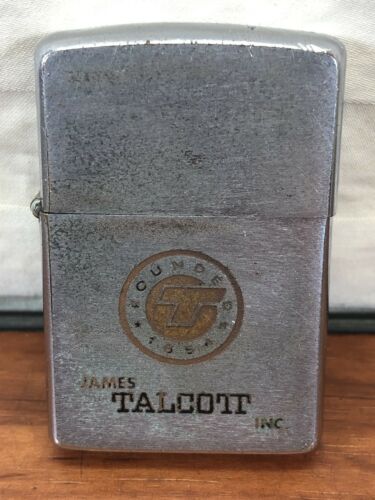 FOUNDED
1854
JAMES
TALCOTT
INC.